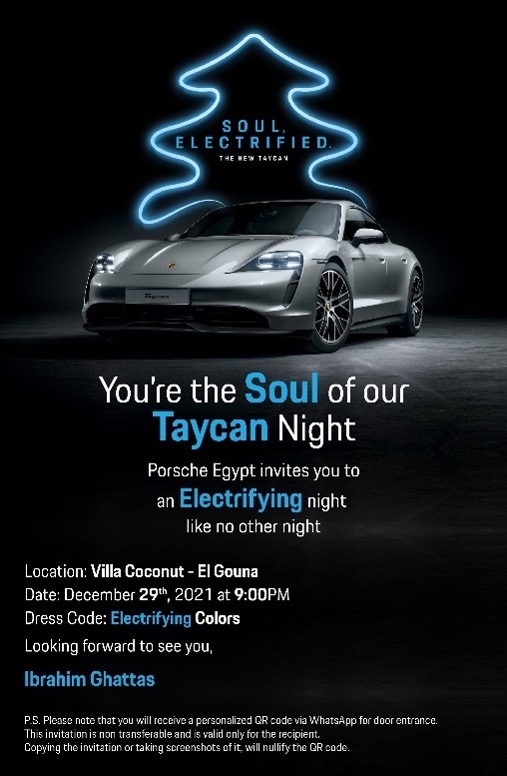 SOUL,
ELECTRIFIED.
THE NEW TAYCAN
Taycan
You're the Soul of our
Taycan Night
Porsche Egypt invites you to
an Electrifying night
like no other night
Location: Villa Coconut - El Gouna
Date: December 29th, 2021 at 9:00PM
Dress Code: Electrifying Colors
Looking forward to see you,
Ibrahim Ghattas
P.S. Please note that you will receive a personalized QR code via WhatsApp for door entrance.
This invitation is non transferable and is valid only for the recipient.
Copying the invitation or taking screenshots of it, will nullify the QR code.